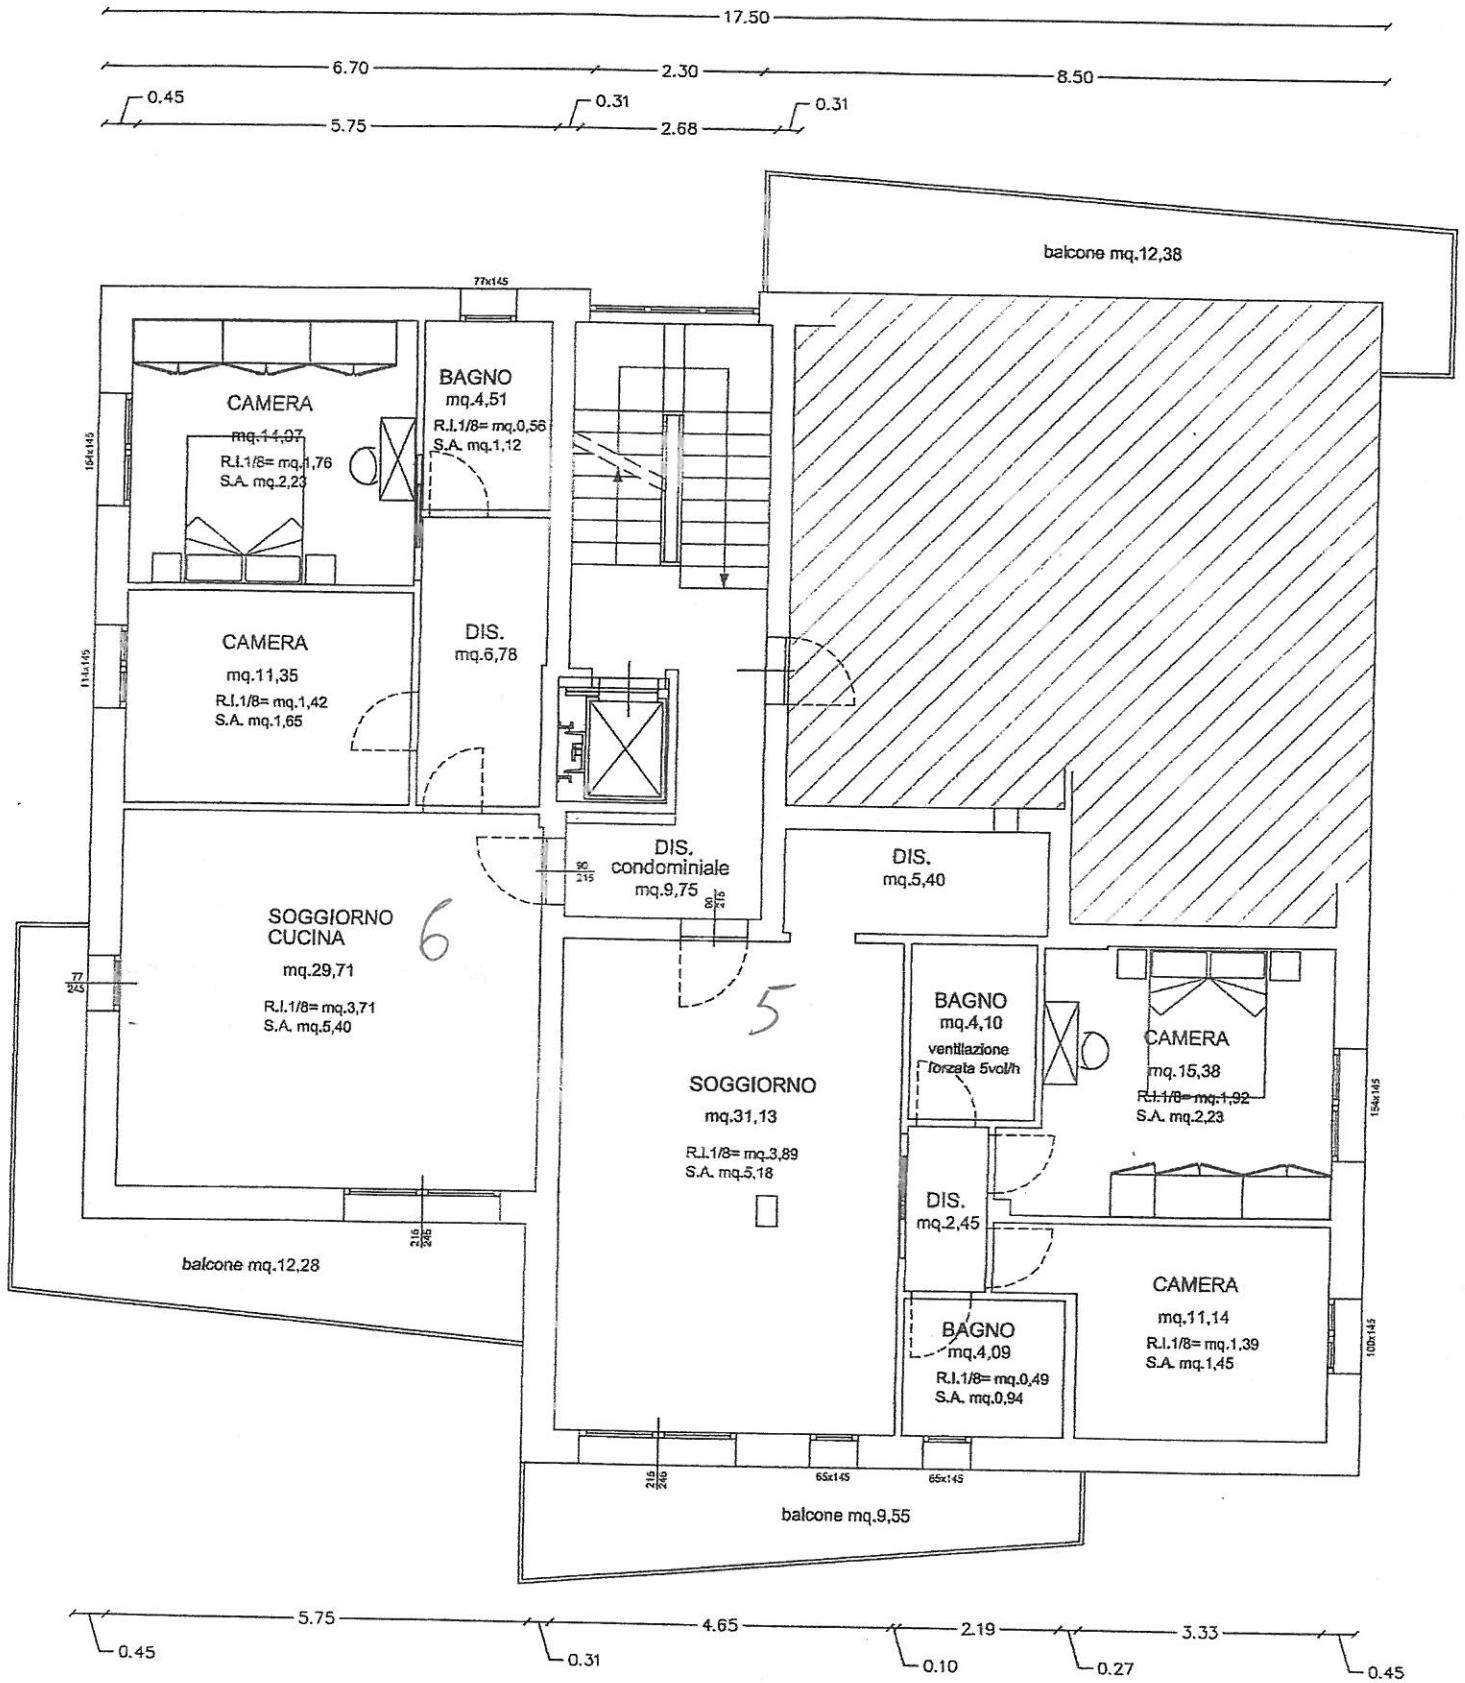 17.50
6.70
2.30
8.50
0.45
0.31
0.31
5.75
2.68
balcone mq.12,38
77x145
CAMERA
mq.14,07
R.I.1/8= mq.1,76
S.A. mq.2,23
154x145
BAGNO
mq.4,51
R.I.1/8= mq.0,56
S.A. mq.1,12
CAMERA
mq.11,35
R.I.1/8= mq.1,42
S.A. mq.1,65
114x145
DIS.
mq.6,78
DIS.
condominiale
mq.9,75
90
215
90
215
DIS.
mq.5,40
SOGGIORNO
CUCINA
mq.29,71
R.I.1/8= mq.3,71
S.A. mq.5,40
6
77
245
215
245
balcone mq.12,28
5
SOGGIORNO
mq.31,13
R.I.1/8= mq.3,89
S.A. mq.5,18
BAGNO
mq.4,10
ventilazione
forzata 5vol/h
CAMERA
mq.15,38
R.I.1/8= mq.1,92
S.A. mq.2,23
154x145
DIS.
mq.2,45
CAMERA
mq.11,14
R.I.1/8= mq.1,39
S.A. mq.1,45
100x145
BAGNO
mq.4,09
R.I.1/8= mq.0,49
S.A. mq.0,94
215
245
65x145
65x145
balcone mq.9,55
5.75
4.65
2.19
3.33
0.45
0.31
0.10
0.27
0.45